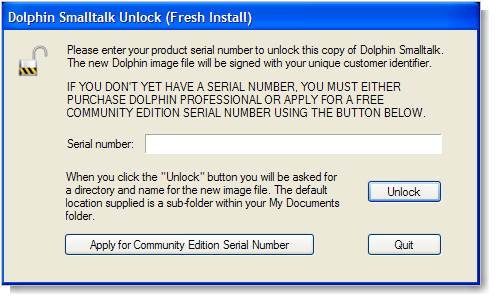 Dolphin Smalltalk Unlock (Fresh Install)
Please enter your product serial number to unlock this copy of Dolphin Smalltalk.
The new Dolphin image file will be signed with your unique customer identifier.
IF YOU DON'T YET HAVE A SERIAL NUMBER, YOU MUST EITHER
PURCHASE DOLPHIN PROFESSIONAL OR APPLY FOR A FREE
COMMUNITY EDITION SERIAL NUMBER USING THE BUTTON BELOW.
Serial number:
When you click the "Unlock" button you will be asked for
a directory and name for the new image file. The default
location supplied is a sub-folder within your My Documents
folder.
Unlock
Apply for Community Edition Serial Number
Quit